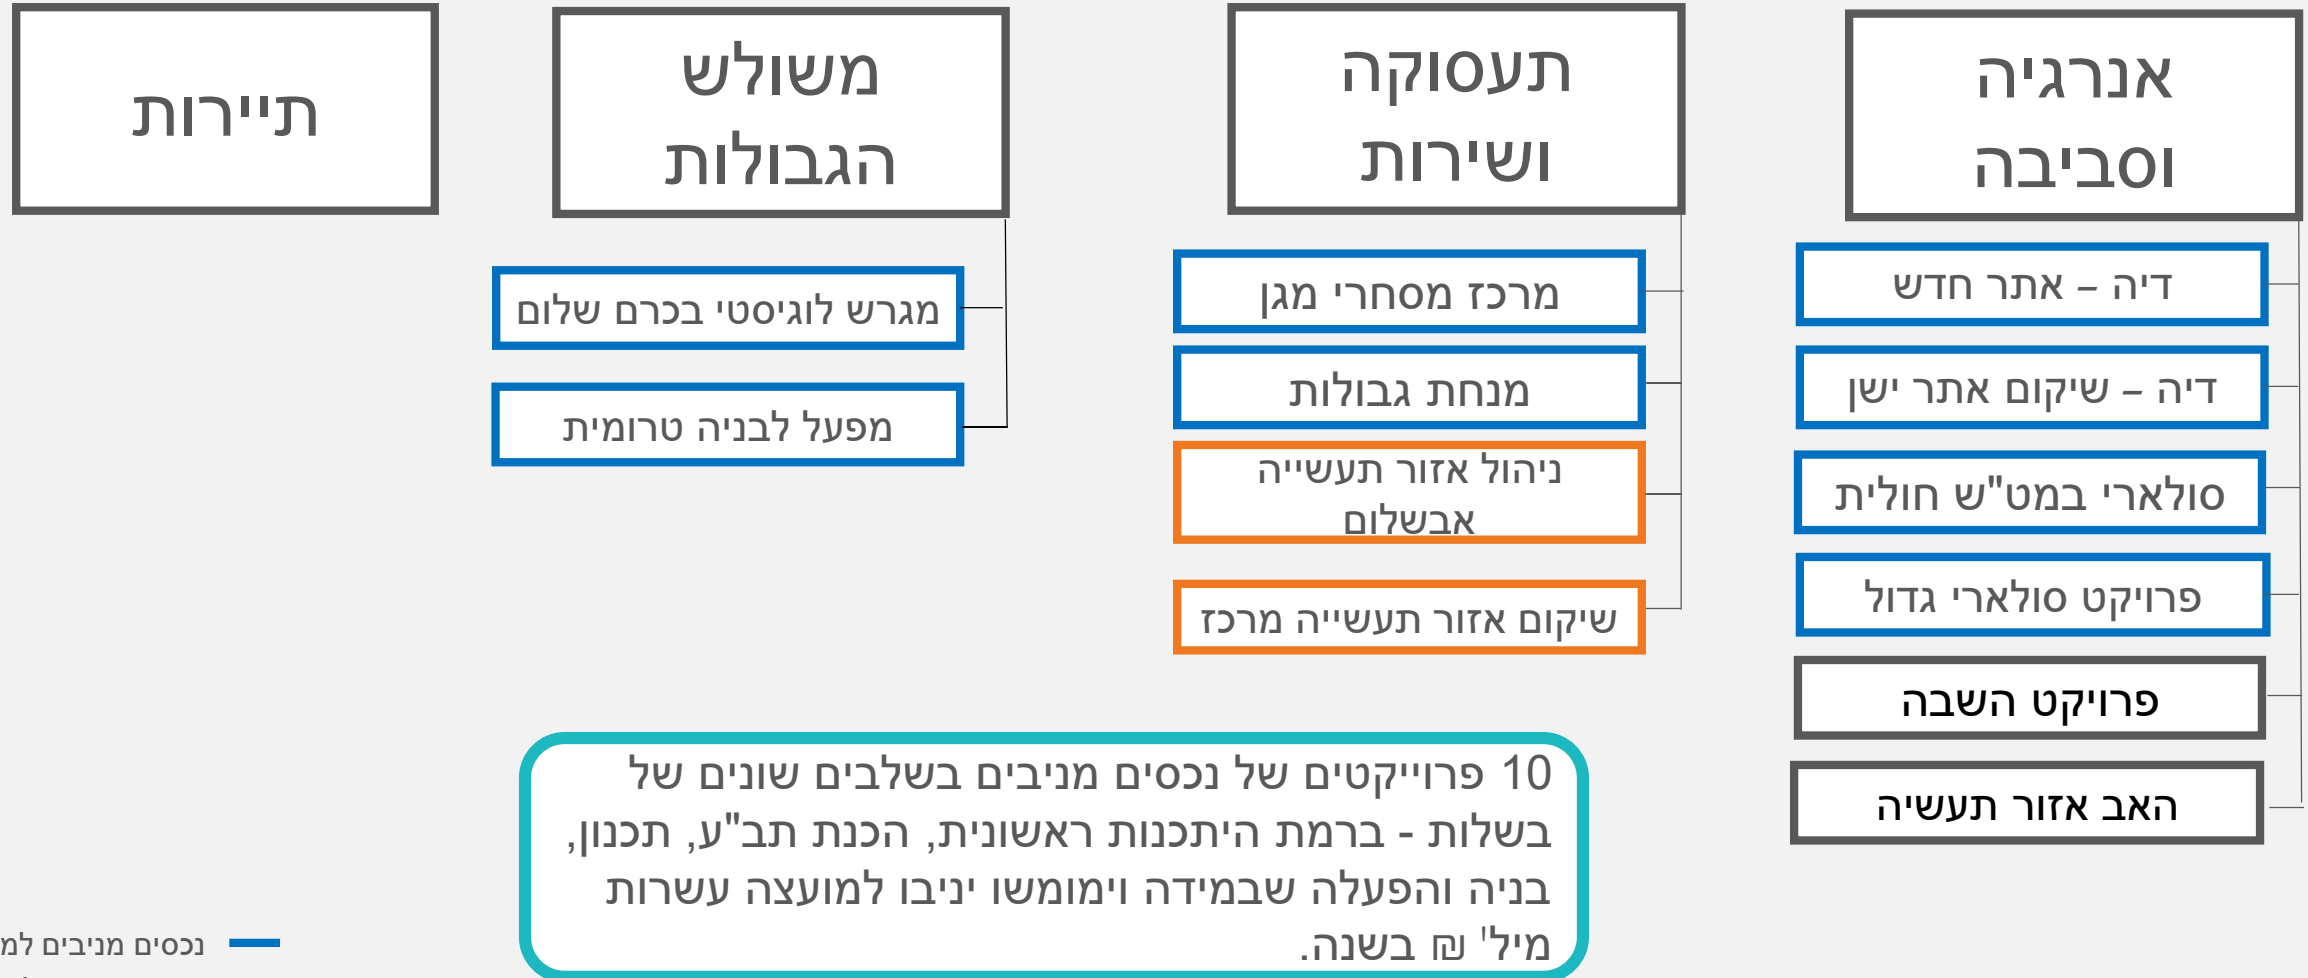 אנרגיה
וסביבה
דיה – אתר חדש
דיה – שיקום אתר ישן
סולארי במט"ש חולית
פרויקט סולארי גדול
פרויקט השבה
האב אזור תעשיה
תעסוקה
ושירות
מרכז מסחרי מגן
מנחת גבולות
ניהול אזור תעשייה
אבשלום
שיקום אזור תעשייה מרכז
משולש
הגבולות
מגרש לוגיסטי בכרם שלום
מפעל לבניה טרומית
תיירות
10 פרוייקטים של נכסים מניבים בשלבים שונים של
בשלות - ברמת היתכנות ראשונית, הכנת תב"ע, תכנון,
בניה והפעלה שבמידה וימומשו יניבו למועצה עשרות
מיל' ₪ בשנה.
נכסים מניבים